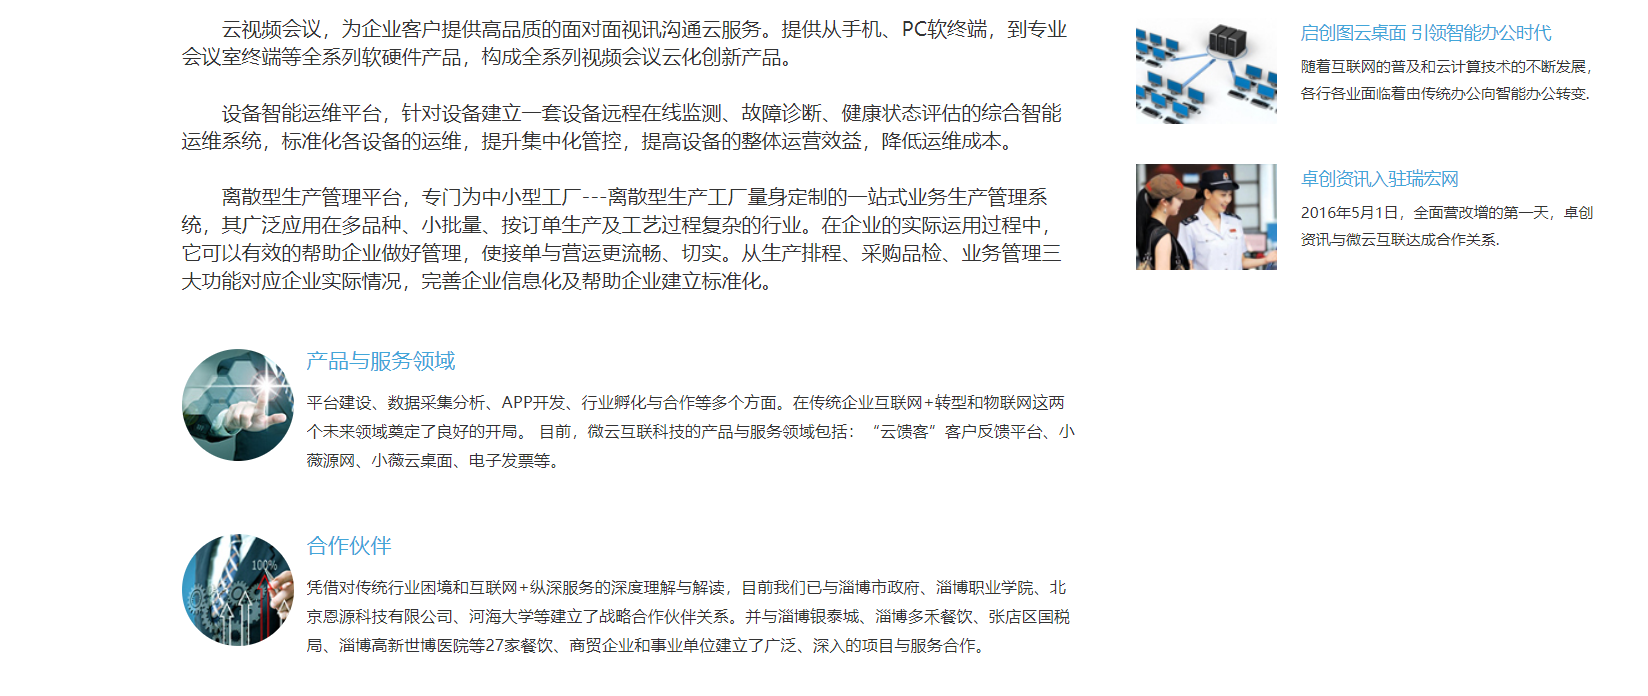 云视频会议，为企业客户提供高品质的面对面视讯沟通云服务。提供从手机、PC软终端，到专业
会议室终端等全系列软硬件产品，构成全系列视频会议云化创新产品。
设备智能运维平台，针对设备建立一套设备远程在线监测、故障诊断、健康状态评估的综合智能
运维系统，标准化各设备的运维，提升集中化管控，提高设备的整体运营效益，降低运维成本。
离散型生产管理平台，专门为中小型工厂---离散型生产工厂量身定制的一站式业务生产管理系
统，其广泛应用在多品种、小批量、按订单生产及工艺过程复杂的行业。在企业的实际运用过程中，
它可以有效的帮助企业做好管理，使接单与营运更流畅、切实。从生产排程、采购品检、业务管理三
大功能对应企业实际情况，完善企业信息化及帮助企业建立标准化。
产品与服务领域
平台建设、数据采集分析、APP开发、行业孵化与合作等多个方面。在传统企业互联网+转型和物联网这两
个未来领域奠定了良好的开局。 目前，微云互联科技的产品与服务领域包括：“云馈客”客户反馈平台、小
薇源网、小薇云桌面、电子发票等。
合作伙伴
100%
凭借对传统行业困境和互联网+纵深服务的深度理解与解读，目前我们已与淄博市政府、淄博职业学院、北
京恩源科技有限公司、河海大学等建立了战略合作伙伴关系。并与淄博银泰城、淄博多禾餐饮、张店区国税
局、淄博高新世博医院等27家餐饮、商贸企业和事业单位建立了广泛、深入的项目与服务合作。
启创图云桌面 引领智能办公时代
随着互联网的普及和云计算技术的不断发展，
各行各业面临着由传统办公向智能办公转变.
卓创资讯入驻瑞宏网
2016年5月1日，全面营改增的第一天，卓创
资讯与微云互联达成合作关系.